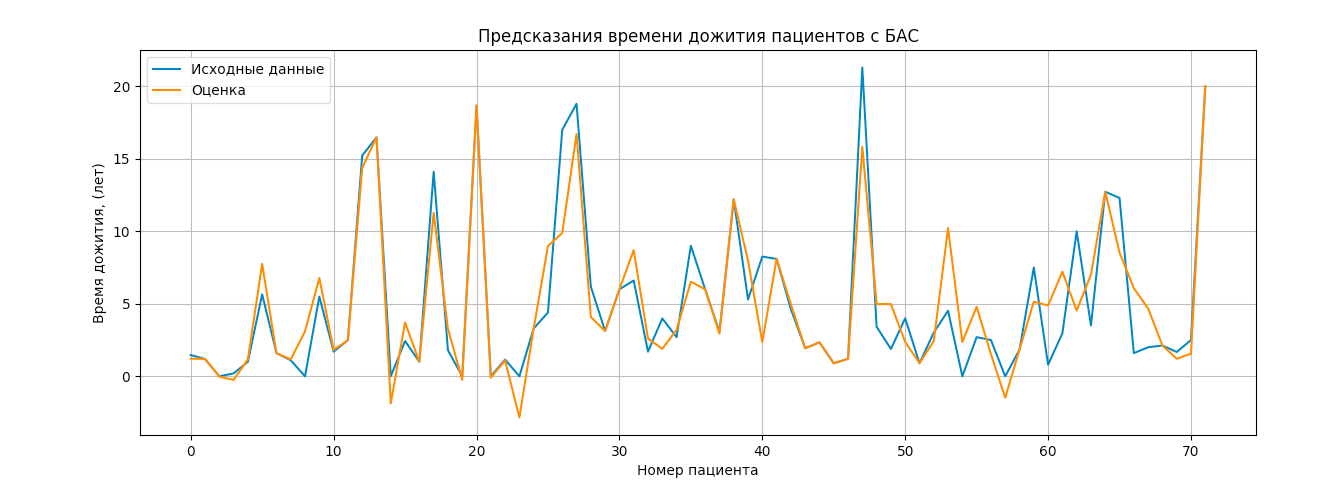 Предсказания времени дожития пациентов с БАС
Исходные данные
Оценка
Время дожития, (лет)
20
15
10
5
0
0 10 20 30 40 50 60 70
Номер пациента